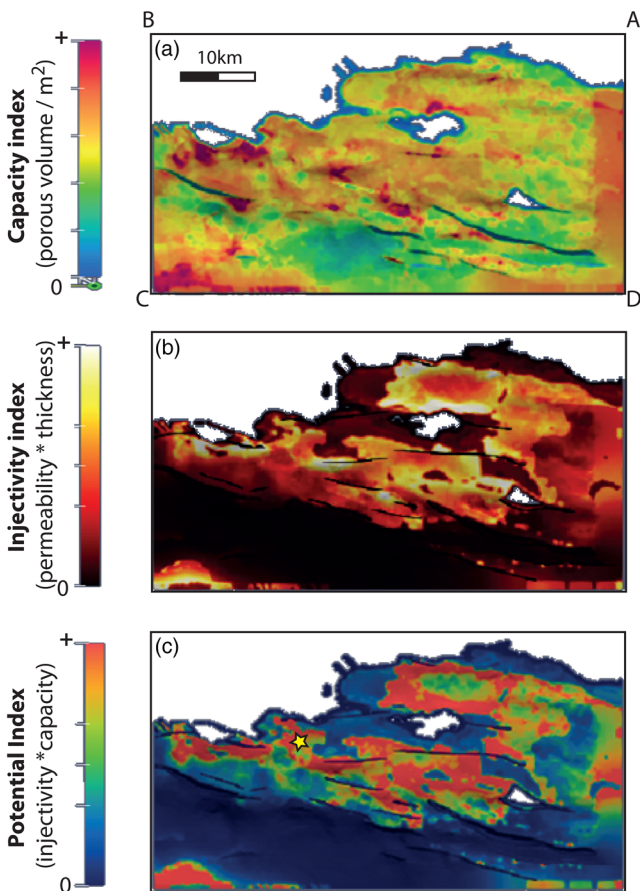 B
A
(a)
10km
+
Capacity index
(porous volume / m²)
0
C
D
(b)
+
Injectivity index
(permeability * thickness)
0
(c)
+
Potential Index
(injectivity *capacity)
0